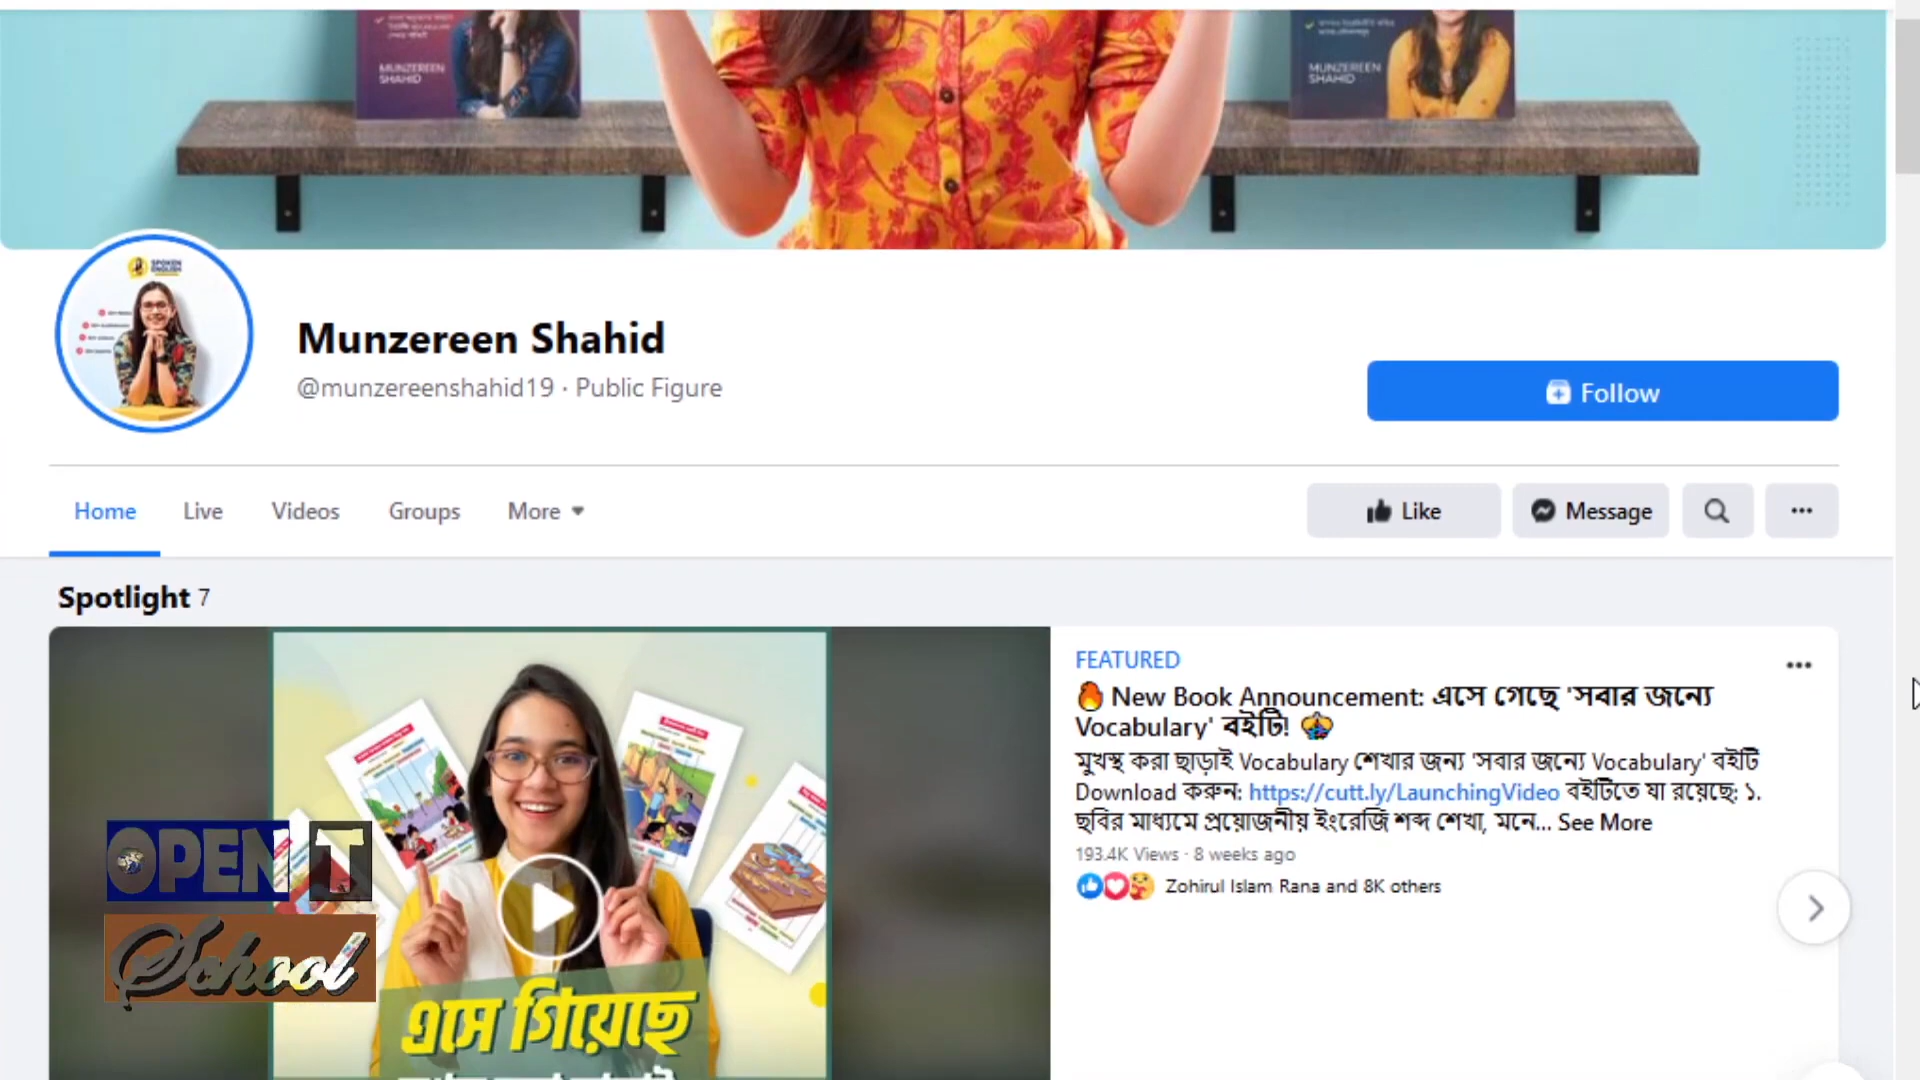 MUNZEREEN
SHAHID
MUNZEREEN
SHAHID
SPOKEN
ENGLISH
Munzereen Shahid
@munzereenshahid19 · Public Figure
Follow
Home
Live
Videos
Groups
More
Like
Message
Spotlight 7
FEATURED
🔥 New Book Announcement: এসে গেছে 'সবার জন্যে
Vocabulary' বইটি!
মুখস্থ করা ছাড়াই Vocabulary শেখার জন্য 'সবার জন্যে Vocabulary' বইটি
Download করুন: https://cutt.ly/LaunchingVideo বইটিতে যা রয়েছে: ১.
ছবির মাধ্যমে প্রয়োজনীয় ইংরেজি শব্দ শেখা, মনে... See More
193.4K Views · 8 weeks ago
Zohirul Islam Rana and 8K others
OPEN T
School
এসে গিয়েছে